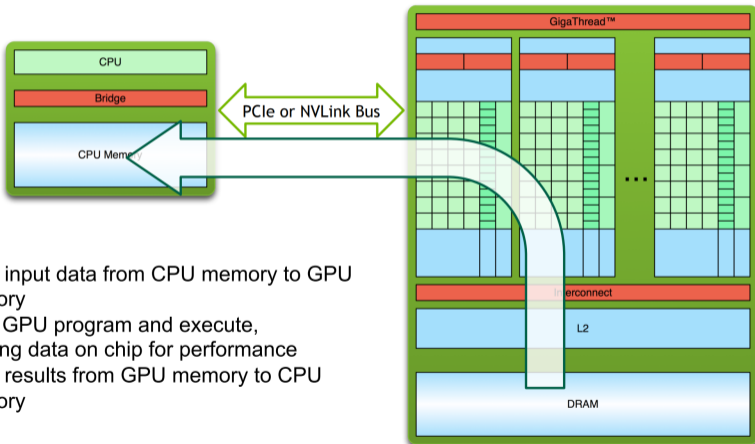 GigaThread™
CPU
Bridge
PCIe or NVLink Bus
CPU Memory
...
input data from CPU memory to GPU
ory
GPU program and execute,
ng data on chip for performance
results from GPU memory to CPU
ory
Interconnect
L2
DRAM